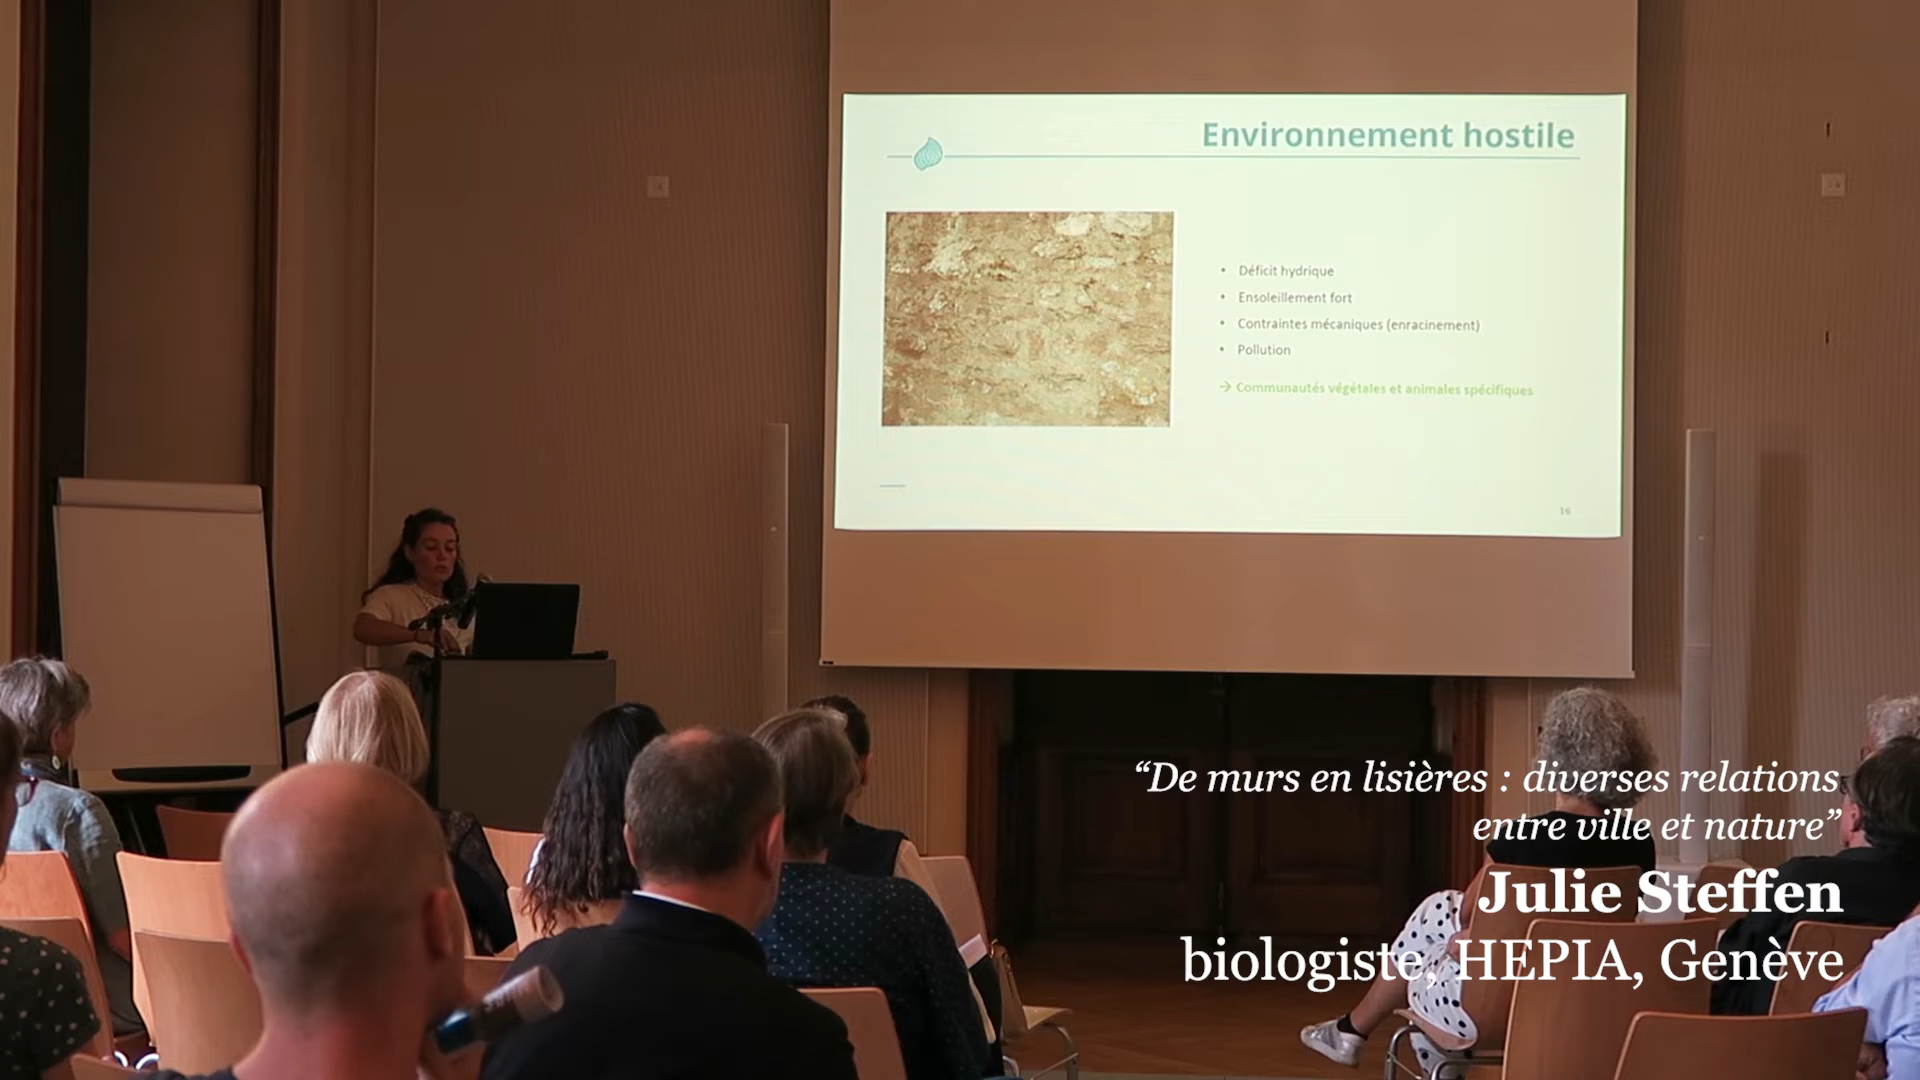 Environnement hostile
• Déficit hydrique
• Ensoleillement fort
• Contraintes mécaniques (enracinement)
• Pollution
→ Communautés végétales et animales spécifiques
16
“De murs en lisières : diverses relations
entre ville et nature”
Julie Steffen
biologiste, HEPIA, Genève